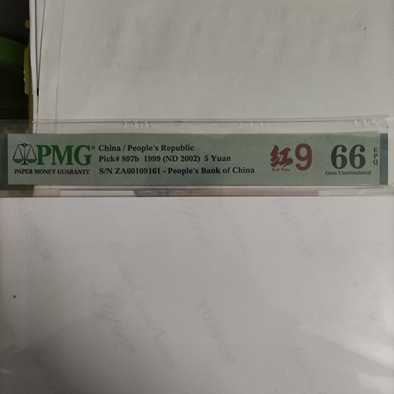 PMG
PAPER MONEY GUARANTY
China / People's Republic
Pick# 897b 1999 (ND 2002) 5 Yuan
S/N ZA60109161 - People's Bank of China
红9
Red Nine
66 EPQ
Gem Uncirculated